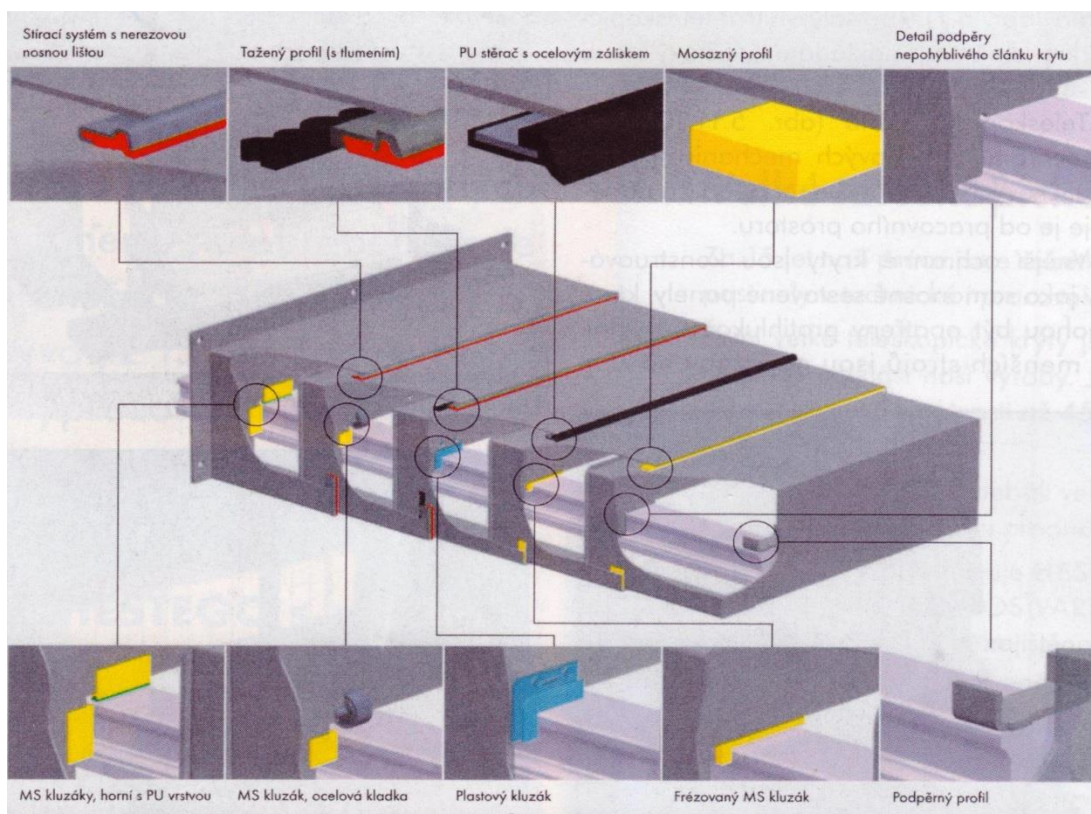 Stírací systém s nerezovou
nosnou lištou
Tažený profil (s tlumením)
PU stěrač s ocelovým záliskem
Mosazný profil
Detail podpěry
nepohyblivého článku krytu
je je od pracovního prostoru.
MS kluzáky, horní s PU vrstvou
MS kluzák, ocelová kladka
Plastový kluzák
Frézovaný MS kluzák
Podpěrný profil